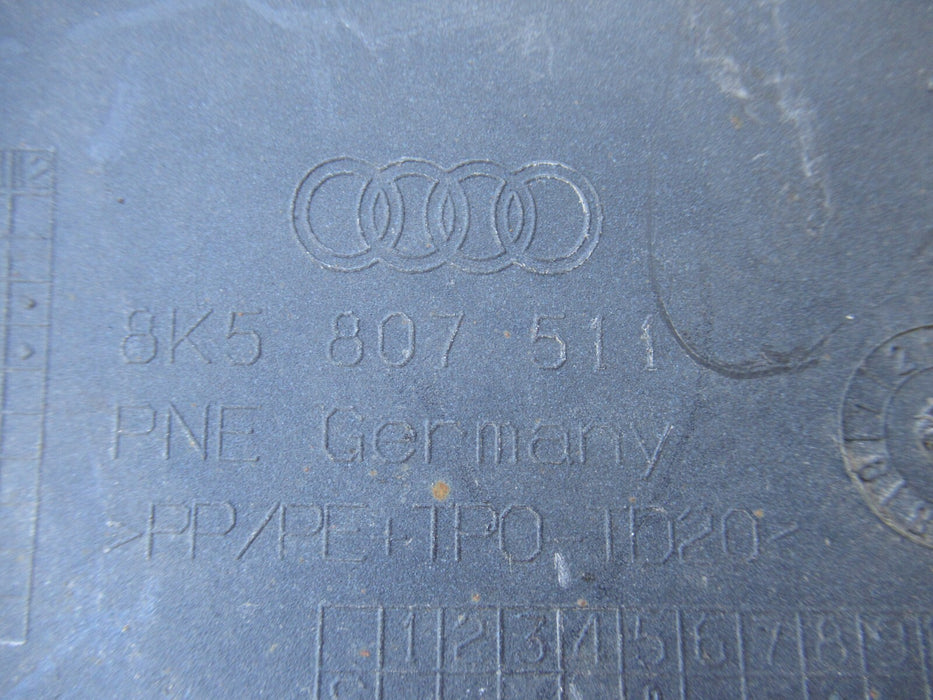 8K5 807 511
PNE Germany
>PP/PE+TPO-TD20<
1 2 3 4 5 6 7 8 9